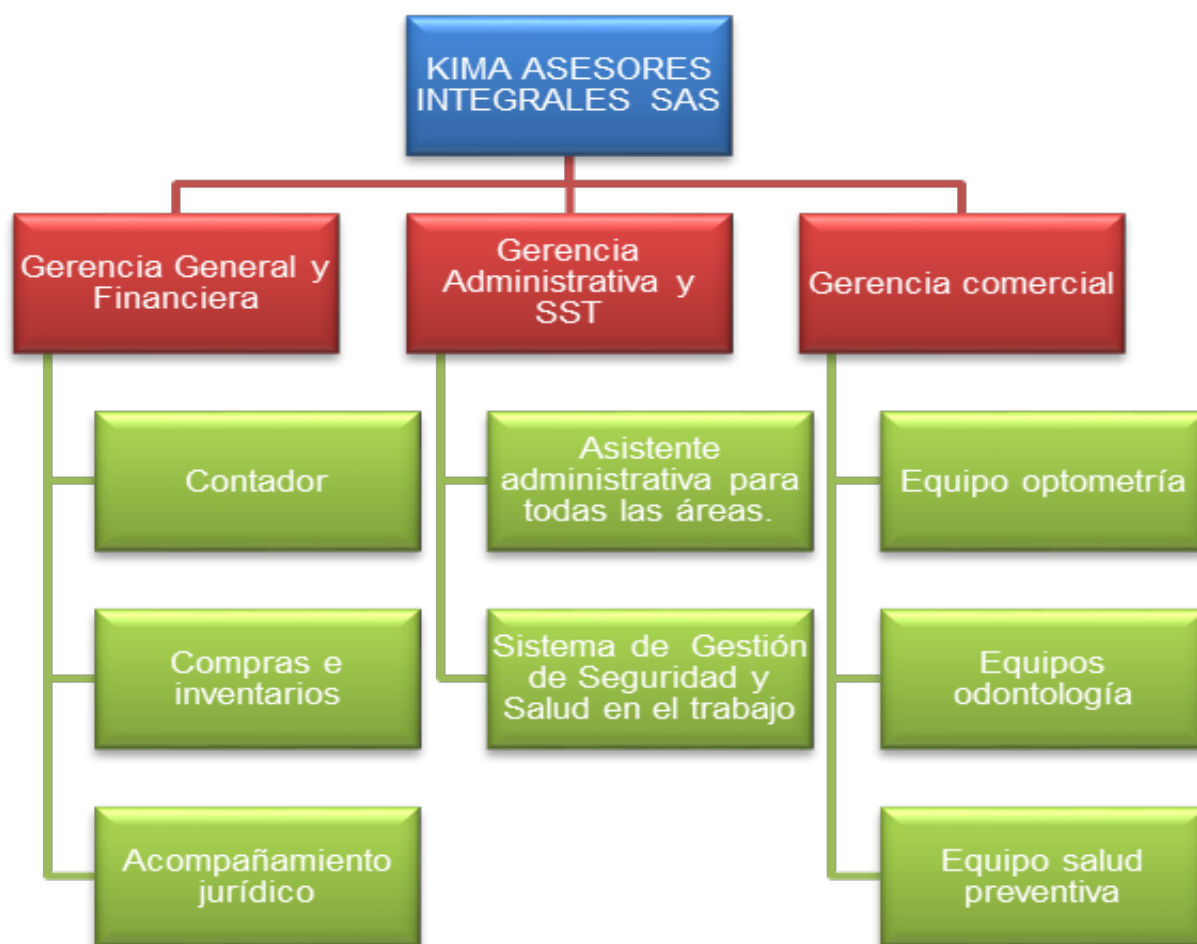 KIMA ASESORES
INTEGRALES SAS
Gerencia General y
Financiera
Gerencia
Administrativa y
SST
Gerencia comercial
Contador
Compras e
inventarios
Acompañamiento
jurídico
Asistente
administrativa para
todas las áreas.
Sistema de Gestión
de Seguridad y
Salud en el trabajo
Equipo optometría
Equipos
odontología
Equipo salud
preventiva